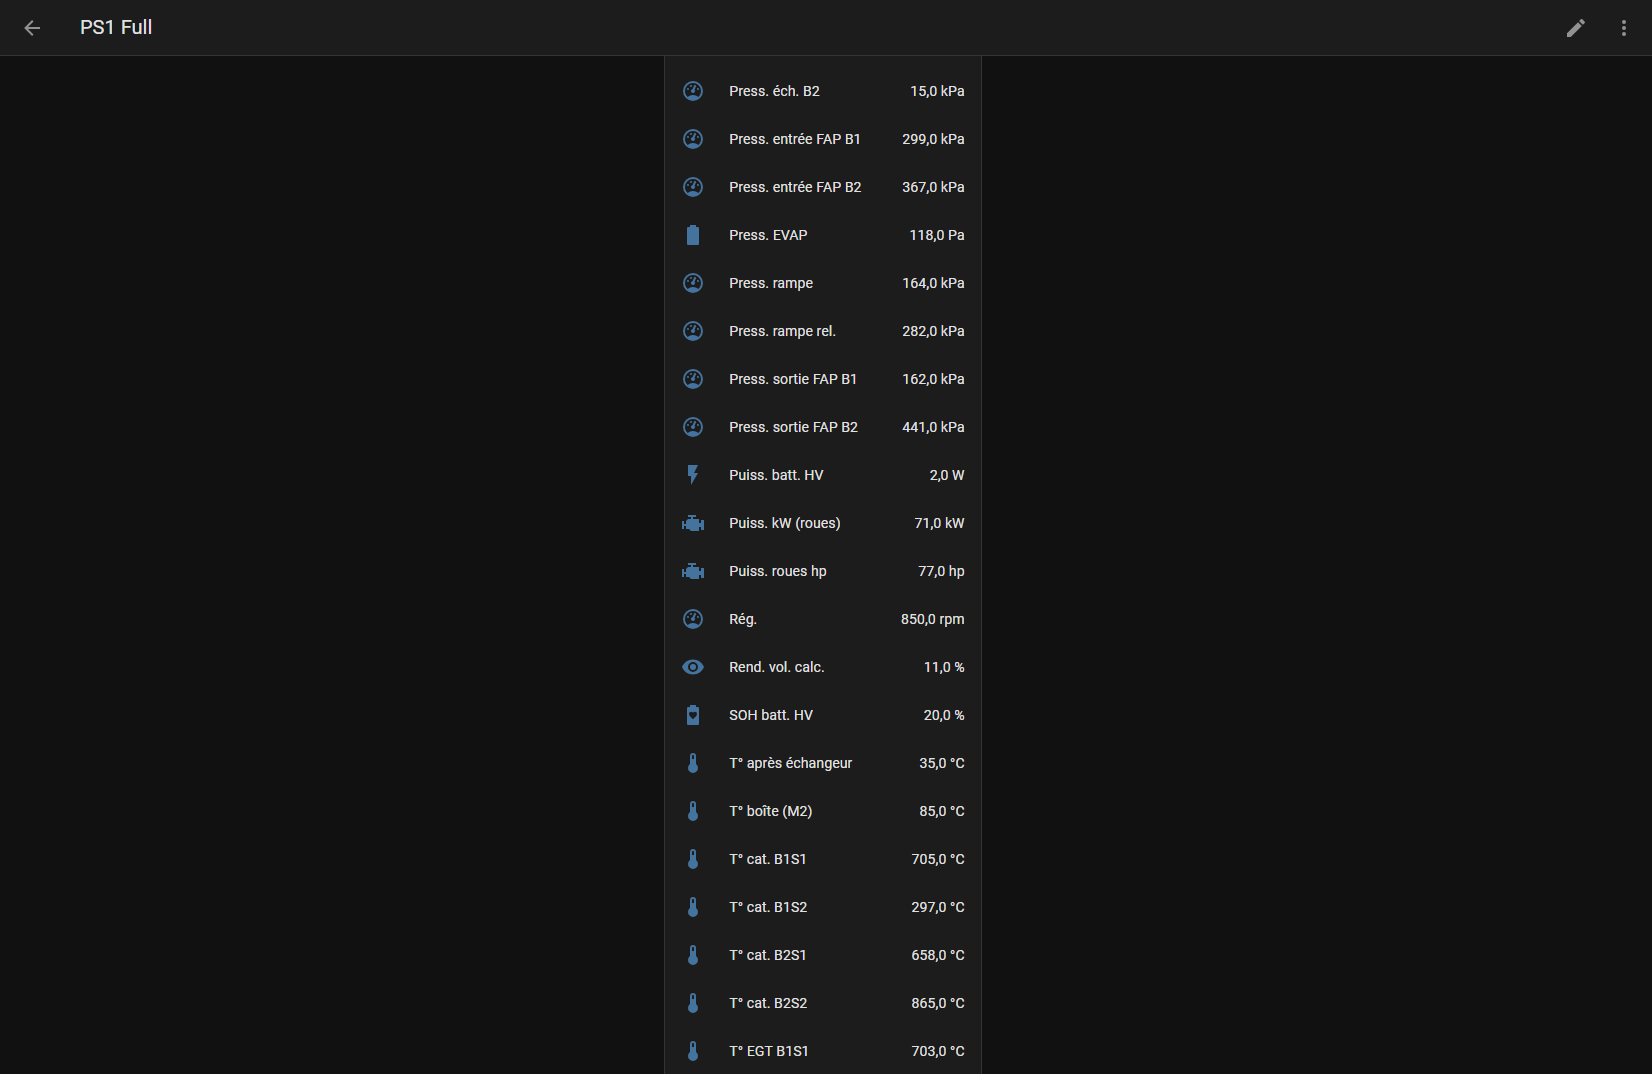 PS1 Full
Press. éch. B2 15,0 kPa
Press. entrée FAP B1 299,0 kPa
Press. entrée FAP B2 367,0 kPa
Press. EVAP 118,0 Pa
Press. rampe 164,0 kPa
Press. rampe rel. 282,0 kPa
Press. sortie FAP B1 162,0 kPa
Press. sortie FAP B2 441,0 kPa
Puiss. batt. HV 2,0 W
Puiss. kW (roues) 71,0 kW
Puiss. roues hp 77,0 hp
Rég. 850,0 rpm
Rend. vol. calc. 11,0 %
SOH batt. HV 20,0 %
T° après échangeur 35,0 °C
T° boîte (M2) 85,0 °C
T° cat. B1S1 705,0 °C
T° cat. B1S2 297,0 °C
T° cat. B2S1 658,0 °C
T° cat. B2S2 865,0 °C
T° EGT B1S1 703,0 °C